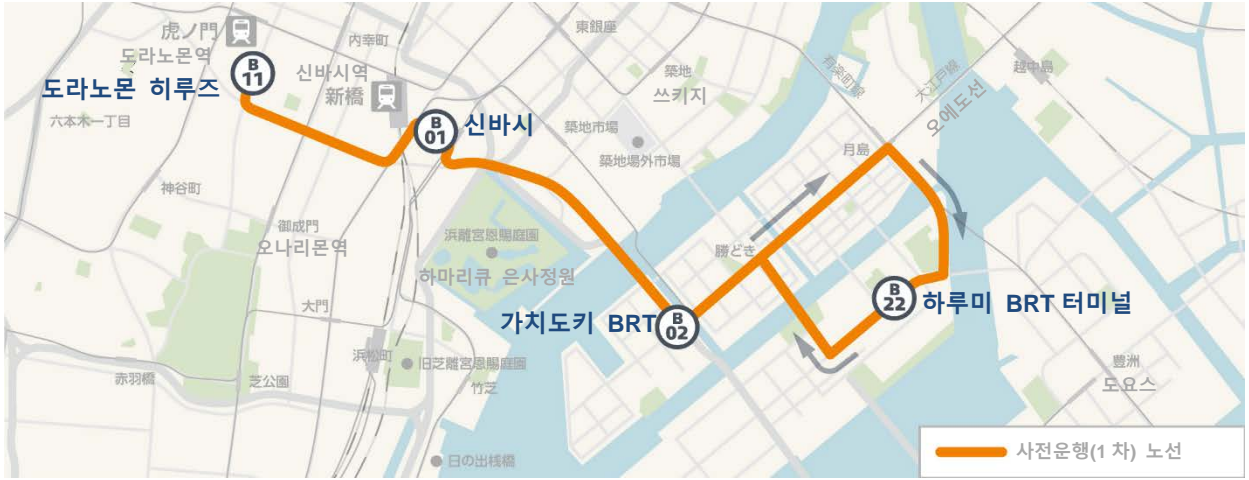 虎ノ門
도라노몬역
B
11
도라노몬 히루즈
六本木一丁目
内幸町
신바시역
新橋
B
01
신바시
東銀座
築地
쓰키지
築地市場
築地場外市場
有楽町線
大江戸線
오에도선
越中島
月島
神谷町
御成門
오나리몬역
浜離宮恩賜庭園
하마리큐 은사정원
勝どき
가치도키 BRT
B
02
B
22
하루미 BRT 터미널
大門
浜松町
旧芝離宮恩賜庭園
竹芝
赤羽橋
芝公園
日の出桟橋
豊洲
도요스
사전운행(1 차) 노선